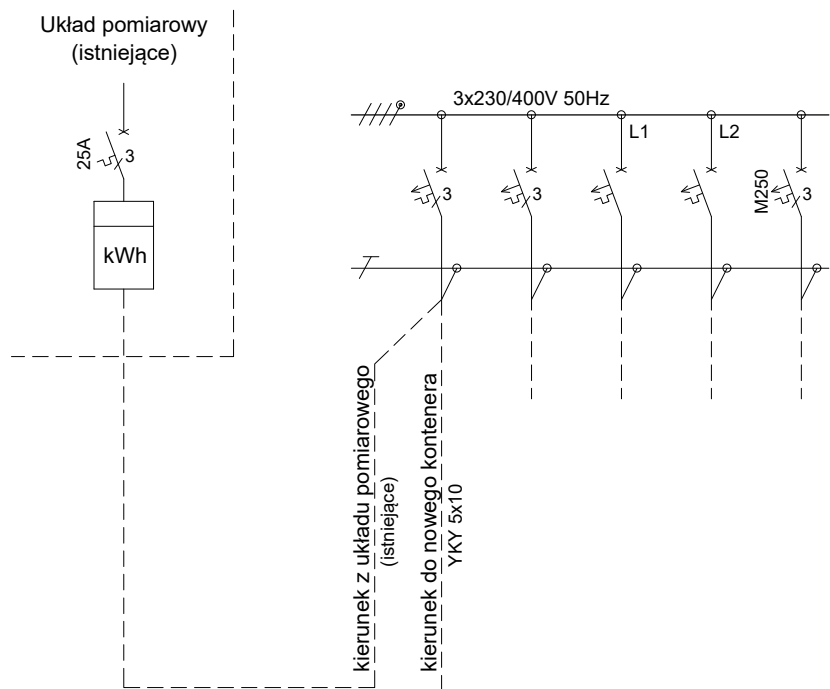 Układ pomiarowy
(istniejące)
25A
3
kWh
3x230/400V 50Hz
L1
L2
3
3
M250
3
kierunek z układu pomiarowego
(istniejące)
kierunek do nowego kontenera
YKY 5x10